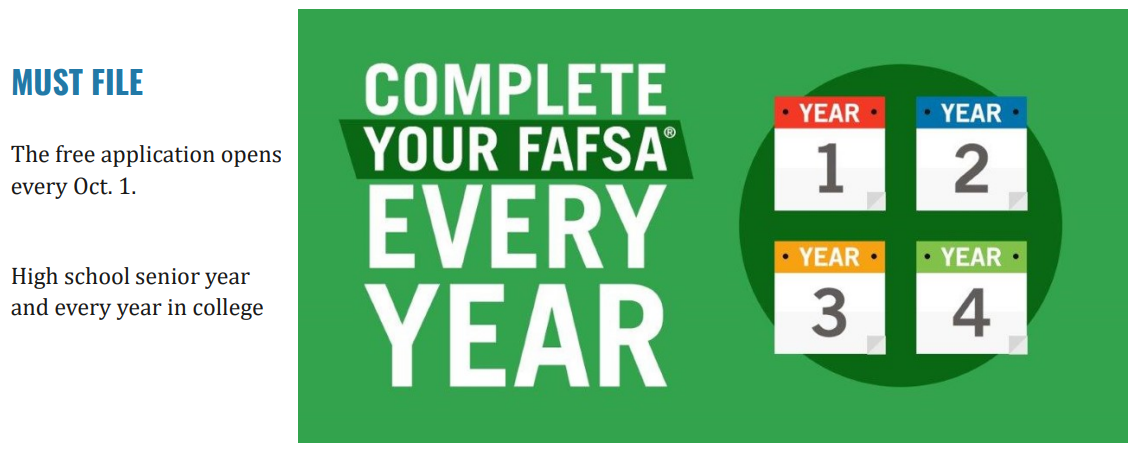 MUST FILE
The free application opens
every Oct. 1.
High school senior year
and every year in college
COMPLETE
YOUR FAFSA®
EVERY
YEAR
YEAR
1
YEAR
2
YEAR
3
YEAR
4